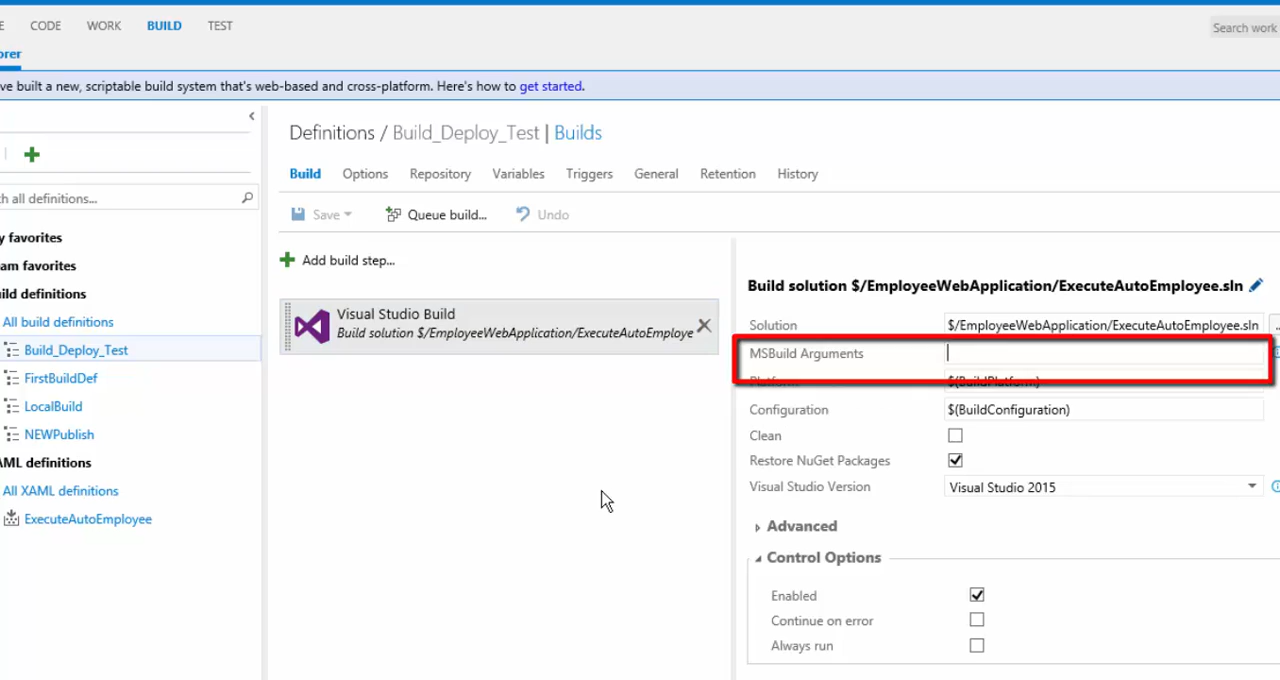 E CODE WORK BUILD TEST
Search work
orer
ve built a new, scriptable build system that's web-based and cross-platform. Here's how to get started.
Definitions / Build_Deploy_Test | Builds
Build Options Repository Variables Triggers General Retention History
h all definitions...
Save Queue build... Undo
y favorites
am favorites
ild definitions
All build definitions
Build_Deploy_Test
FirstBuildDef
LocalBuild
NEWPublish
AML definitions
All XAML definitions
ExecuteAutoEmployee
Add build step...
Visual Studio Build
Build solution $/EmployeeWebApplication/ExecuteAutoEmploye
Build solution $/EmployeeWebApplication/ExecuteAutoEmployee.sln
Solution $/EmployeeWebApplication/ExecuteAutoEmployee.sln ..
MSBuild Arguments
Platform $(BuildPlatform)
Configuration $(BuildConfiguration)
Clean
Restore NuGet Packages
Visual Studio Version Visual Studio 2015
Advanced
Control Options
Enabled
Continue on error
Always run